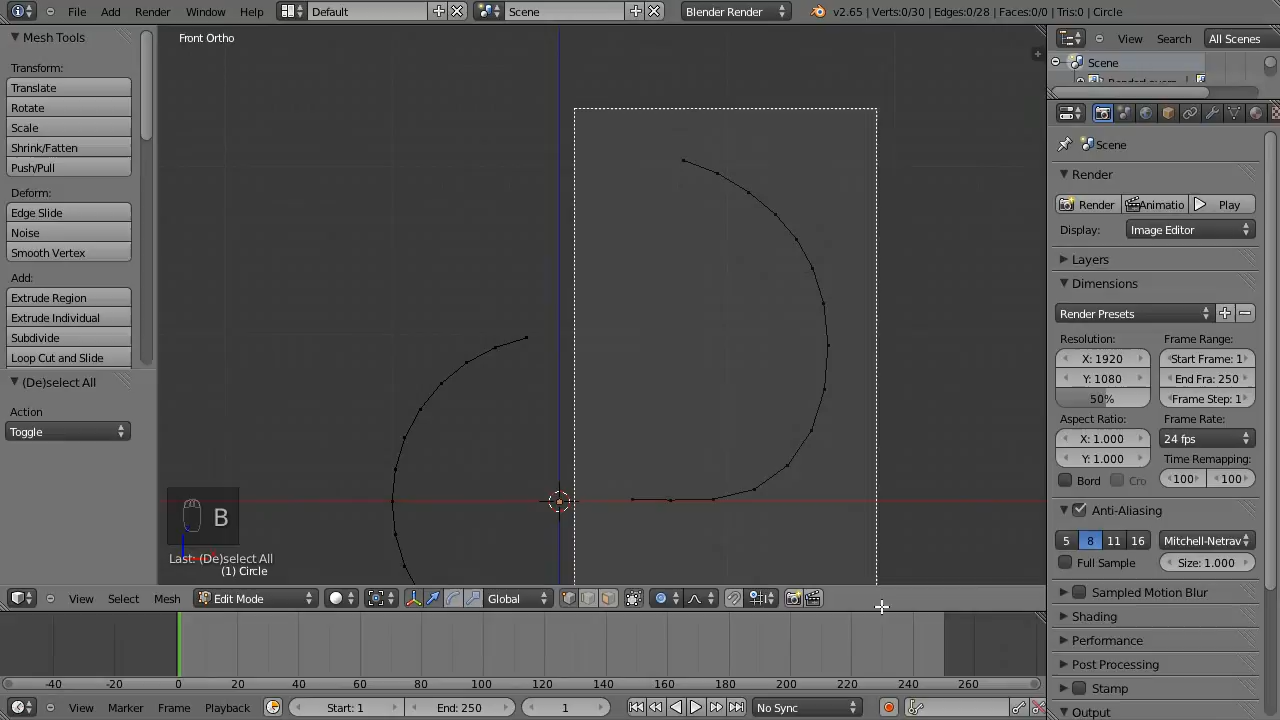 File Add Render Window Help Default Scene Blender Render v2.65 | Verts:0/30 | Edges:0/28 | Faces:0/0 | Tris:0 | Circle
Mesh Tools
Transform:
Translate
Rotate
Scale
Shrink/Fatten
Push/Pull
Deform:
Edge Slide
Noise
Smooth Vertex
Add:
Extrude Region
Extrude Individual
Subdivide
Loop Cut and Slide
(De)select All
Action
Toggle
Front Ortho
B
Last: (De)select All
(1) Circle
View Select Mesh Edit Mode Global
-40 -20 0 20 40 60 80 100 120 140 160 180 200 220 240 260
View Marker Frame Playback Start: 1 End: 250 1 No Sync
View Search All Scenes
Scene
Scene
Render
Render Animatio Play
Display: Image Editor
Layers
Dimensions
Render Presets
Resolution: Frame Range:
X: 1920 Start Frame: 1
Y: 1080 End Fra: 250
50% Frame Step: 1
Aspect Ratio: Frame Rate:
X: 1.000 24 fps
Y: 1.000 Time Remapping:
Bord Cro 100 100
Anti-Aliasing
5 8 11 16 Mitchell-Netrav
Full Sample Size: 1.000
Sampled Motion Blur
Shading
Performance
Post Processing
Stamp
Output